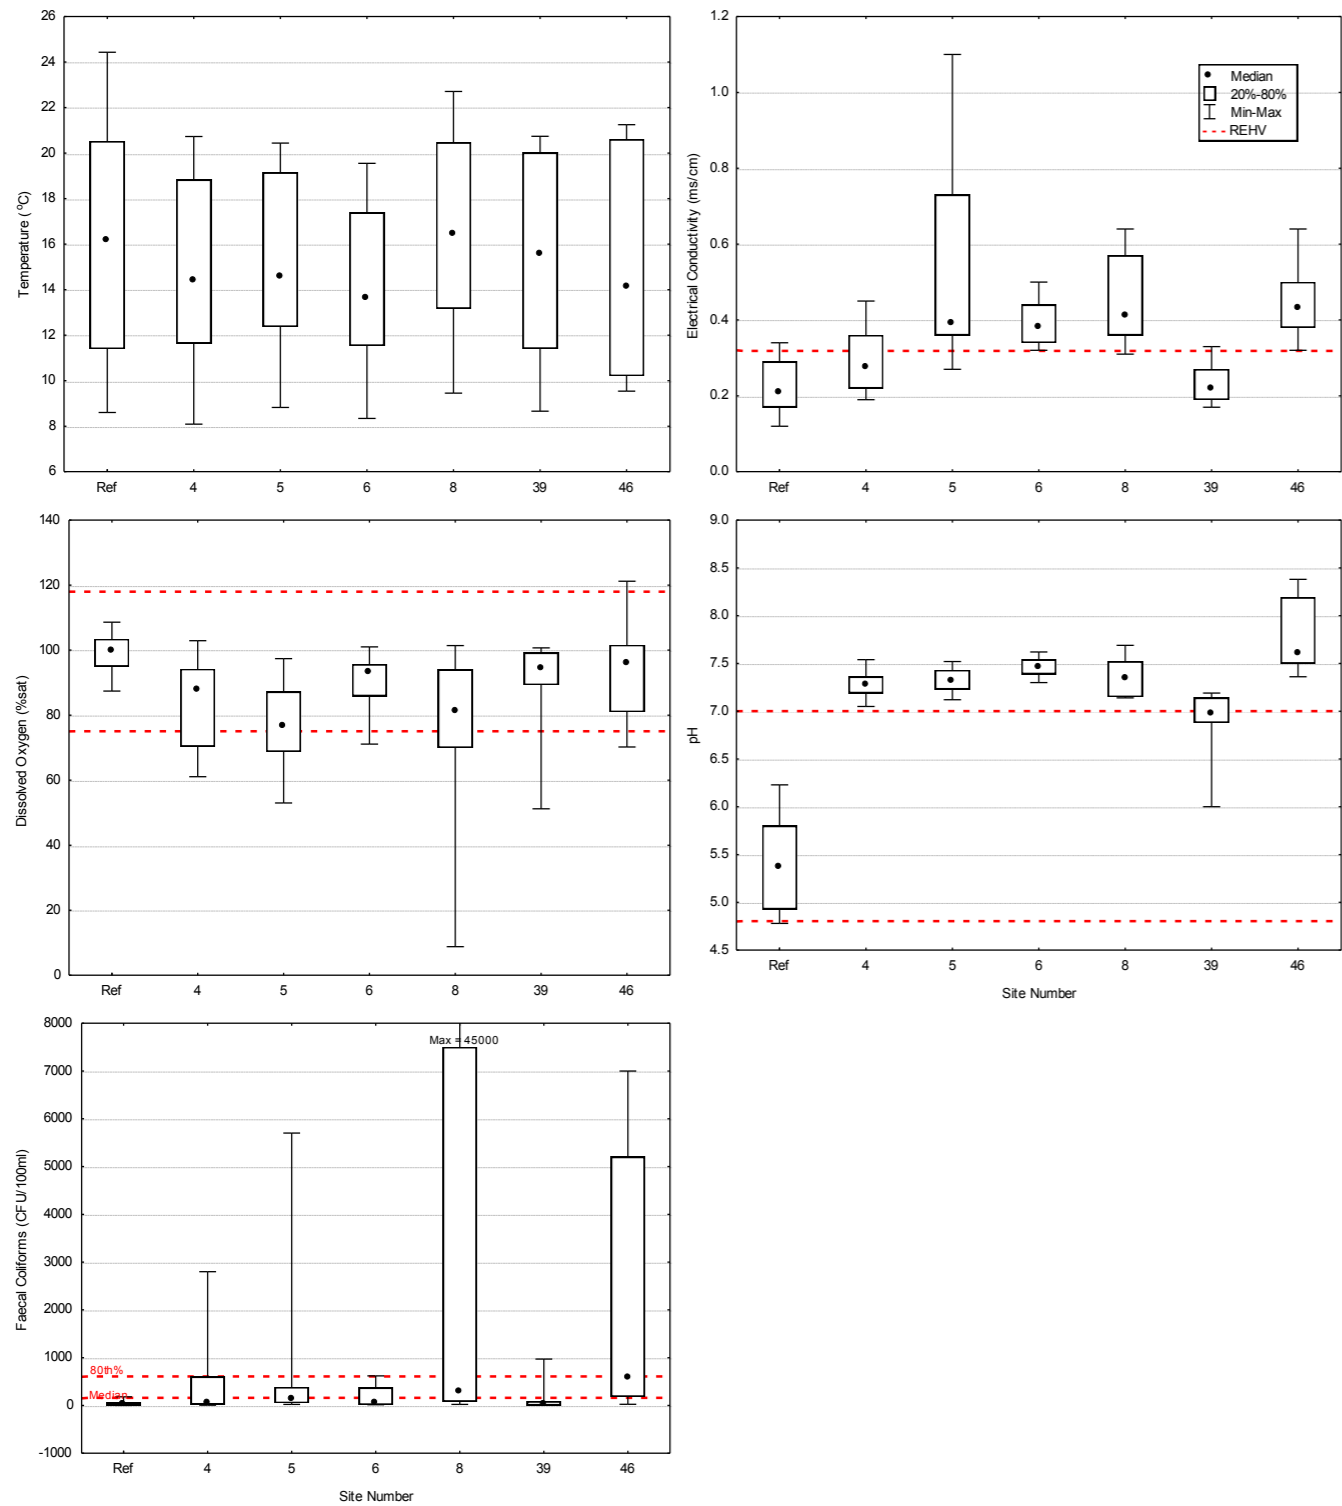 26
24
22
20
18
16
14
12
10
8
6
Temperature (°C)
Ref 4 5 6 8 39 46
1.2
1.0
0.8
0.6
0.4
0.2
0.0
Electrical Conductivity (ms/cm)
Median
20%-80%
Min-Max
REHV
Ref 4 5 6 8 39 46
140
120
100
80
60
40
20
0
Dissolved Oxygen (%sat)
Ref 4 5 6 8 39 46
9.0
8.5
8.0
7.5
7.0
6.5
6.0
5.5
5.0
4.5
pH
Ref 4 5 6 8 39 46
Site Number
8000
7000
6000
5000
4000
3000
2000
1000
0
-1000
Faecal Coliforms (CFU/100ml)
Max = 45000
80th%
Median
Ref 4 5 6 8 39 46
Site Number